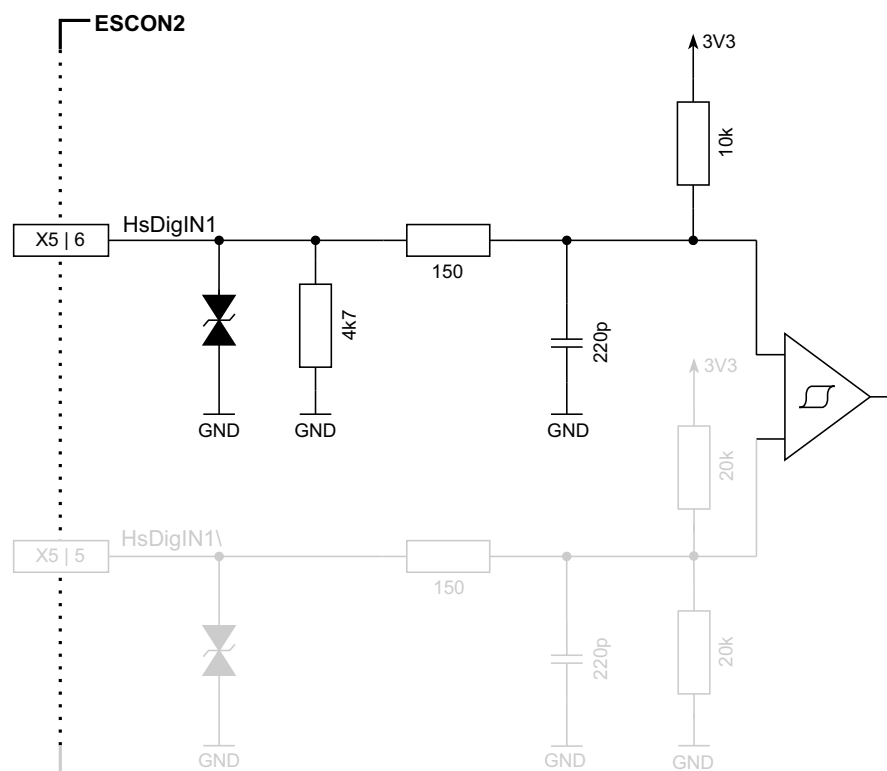 ESCON2
3V3
10k
X5 | 6
HsDigIN1
150
4k7
220p
GND
GND
GND
3V3
20k
X5 | 5
HsDigIN1\
150
220p
20k
GND
GND
GND